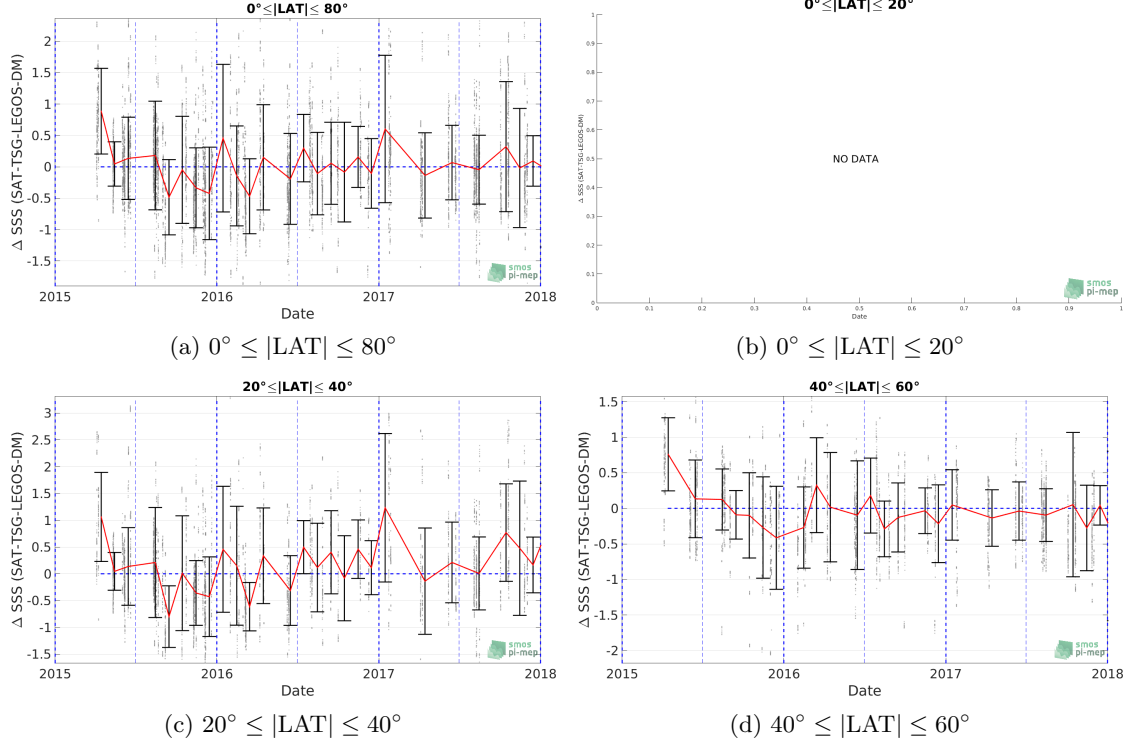 0°≤|LAT|≤ 80°
Δ SSS (SAT-TSG-LEGOS-DM)
2
1.5
1
0.5
0
-0.5
-1
-1.5
2015
2016
2017
2018
Date
smos
pi-mep
(a) 0° ≤ |LAT| ≤ 80°
0°≤|LAT|≤ 20°
Δ SSS (SAT-TSG-LEGOS-DM)
1
0.9
0.8
0.7
0.6
0.5
0.4
0.3
0.2
0.1
0
NO DATA
0
0.1
0.2
0.3
0.4
0.5
0.6
0.7
0.8
0.9
1
Date
smos
pi-mep
(b) 0° ≤ |LAT| ≤ 20°
20°≤|LAT|≤ 40°
Δ SSS (SAT-TSG-LEGOS-DM)
3
2.5
2
1.5
1
0.5
0
-0.5
-1
-1.5
2015
2016
2017
2018
Date
smos
pi-mep
(c) 20° ≤ |LAT| ≤ 40°
40°≤|LAT|≤ 60°
Δ SSS (SAT-TSG-LEGOS-DM)
1.5
1
0.5
0
-0.5
-1
-1.5
-2
2015
2016
2017
2018
Date
smos
pi-mep
(d) 40° ≤ |LAT| ≤ 60°